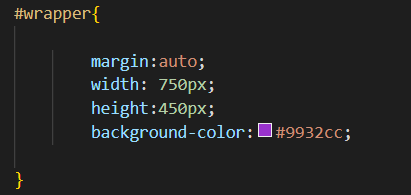 #wrapper{
margin:auto;
width: 750px;
height:450px;
background-color:#9932cc;
}